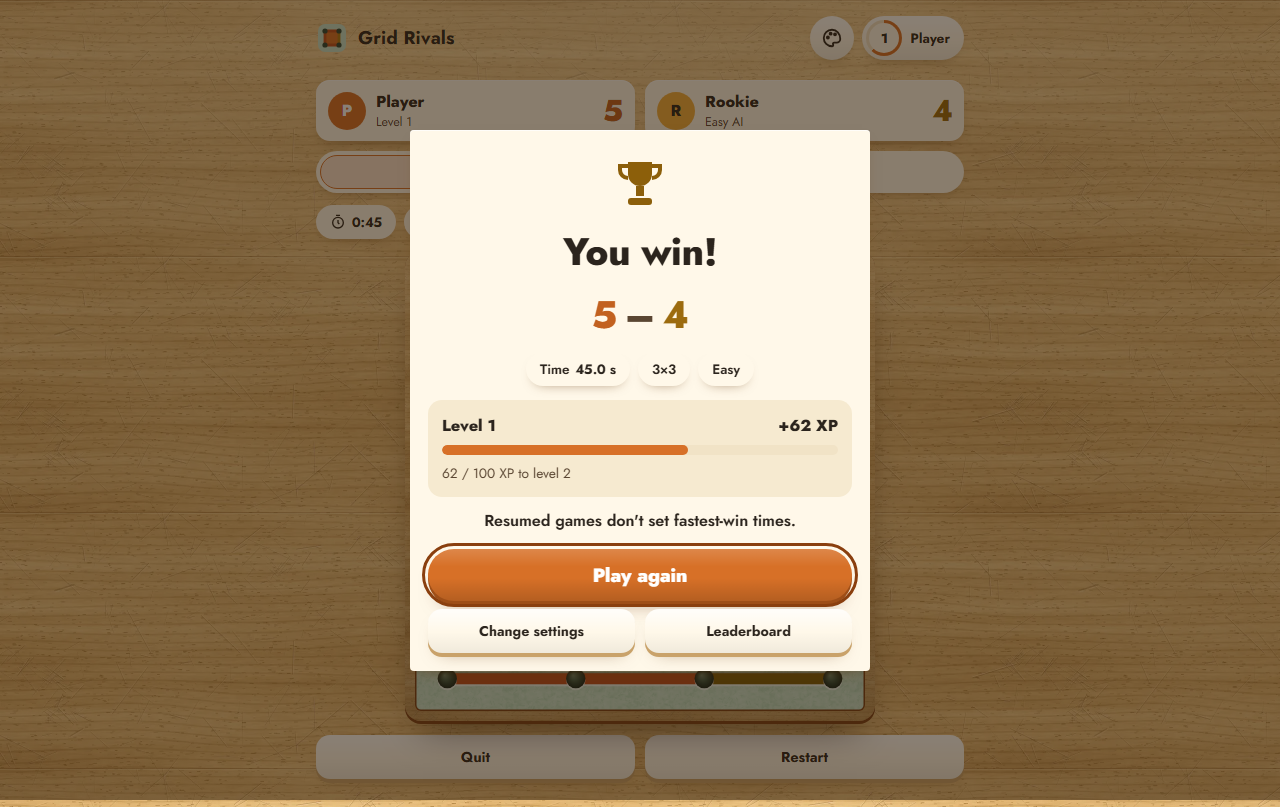 Grid Rivals
1 Player
P Player 5
Level 1
R Rookie 4
Easy AI
0:45
You win!
5 – 4
Time 45.0 s
3×3
Easy
Level 1 +62 XP
62 / 100 XP to level 2
Resumed games don't set fastest-win times.
Play again
Change settings
Leaderboard
Quit
Restart